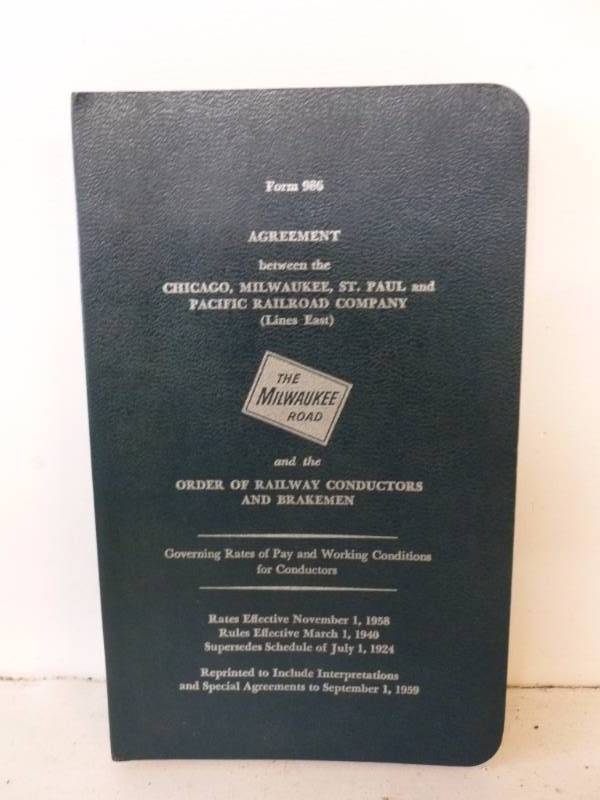 Form 986
AGREEMENT
between the
CHICAGO, MILWAUKEE, ST. PAUL and
PACIFIC RAILROAD COMPANY
(Lines East)
THE
MILWAUKEE
ROAD
and the
ORDER OF RAILWAY CONDUCTORS
AND BRAKEMEN
Governing Rates of Pay and Working Conditions
for Conductors
Rates Effective November 1, 1958
Rules Effective March 1, 1940
Supersedes Schedule of July 1, 1924
Reprinted to Include Interpretations
and Special Agreements to September 1, 1959